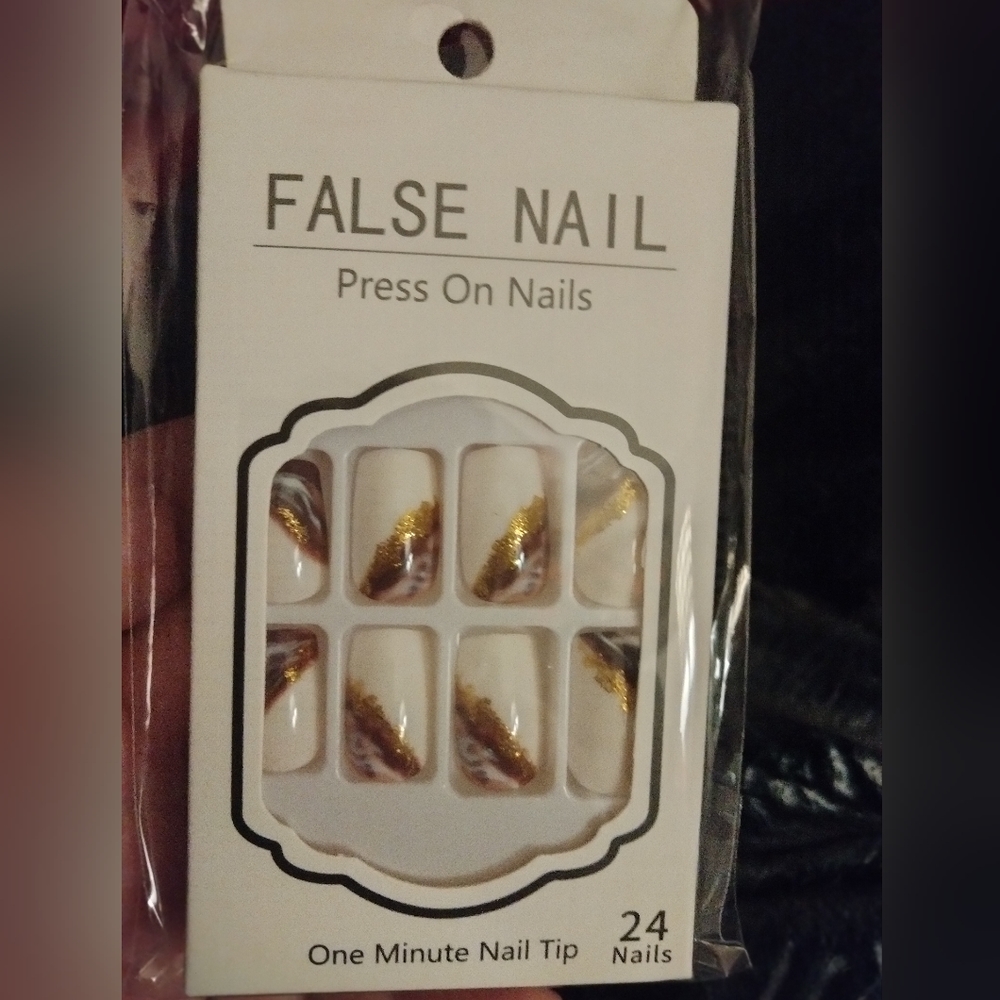 FALSE NAIL
Press On Nails
One Minute Nail Tip
24
Nails